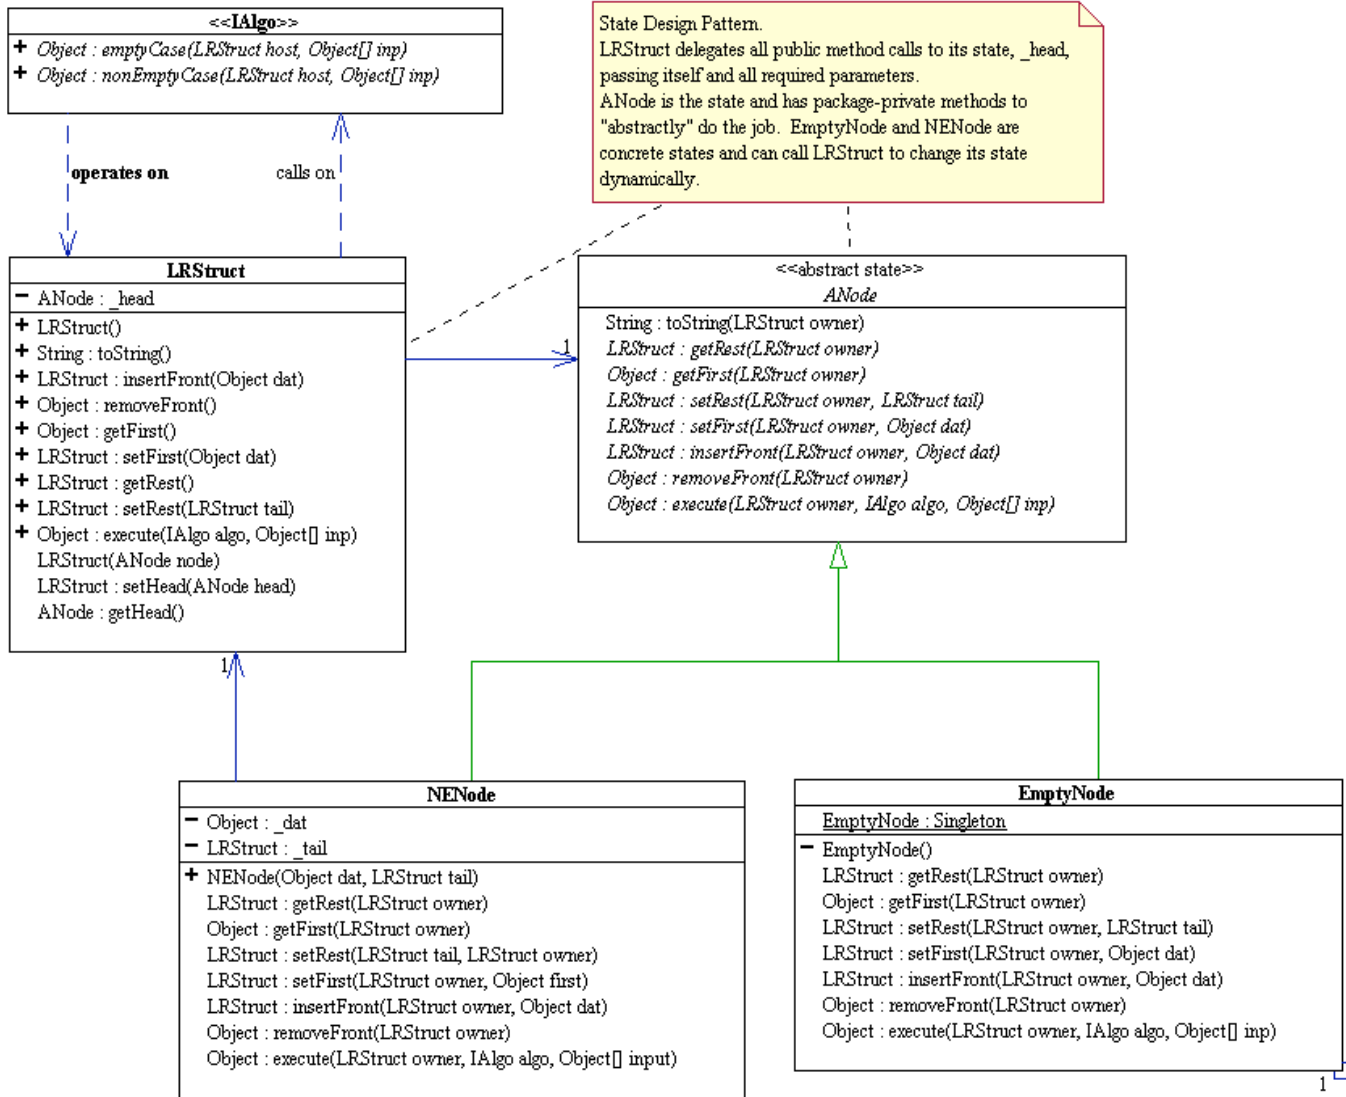 <<IAlgo>>
+ Object : emptyCase(LRStruct host, Object[] inp)
+ Object : nonEmptyCase(LRStruct host, Object[] inp)
State Design Pattern.
LRStruct delegates all public method calls to its state, _head,
passing itself and all required parameters.
ANode is the state and has package-private methods to
"abstractly" do the job. EmptyNode and NENode are
concrete states and can call LRStruct to change its state
dynamically.
operates on
calls on
LRStruct
- ANode : _head
+ LRStruct()
+ String : toString()
+ LRStruct : insertFront(Object dat)
+ Object : removeFront()
+ Object : getFirst()
+ LRStruct : setFirst(Object dat)
+ LRStruct : getRest()
+ LRStruct : setRest(LRStruct tail)
+ Object : execute(IAlgo algo, Object[] inp)
LRStruct(ANode node)
LRStruct : setHead(ANode head)
ANode : getHead()
1
<<abstract state>>
ANode
String : toString(LRStruct owner)
LRStruct : getRest(LRStruct owner)
Object : getFirst(LRStruct owner)
LRStruct : setRest(LRStruct owner, LRStruct tail)
LRStruct : setFirst(LRStruct owner, Object dat)
LRStruct : insertFront(LRStruct owner, Object dat)
Object : removeFront(LRStruct owner)
Object : execute(LRStruct owner, IAlgo algo, Object[] inp)
1
NENode
- Object : _dat
- LRStruct : _tail
+ NENode(Object dat, LRStruct tail)
LRStruct : getRest(LRStruct owner)
Object : getFirst(LRStruct owner)
LRStruct : setRest(LRStruct tail, LRStruct owner)
LRStruct : setFirst(LRStruct owner, Object first)
LRStruct : insertFront(LRStruct owner, Object dat)
Object : removeFront(LRStruct owner)
Object : execute(LRStruct owner, IAlgo algo, Object[] input)
EmptyNode
EmptyNode : Singleton
- EmptyNode()
LRStruct : getRest(LRStruct owner)
Object : getFirst(LRStruct owner)
LRStruct : setRest(LRStruct owner, LRStruct tail)
LRStruct : setFirst(LRStruct owner, Object dat)
LRStruct : insertFront(LRStruct owner, Object dat)
Object : removeFront(LRStruct owner)
Object : execute(LRStruct owner, IAlgo algo, Object[] inp)
1